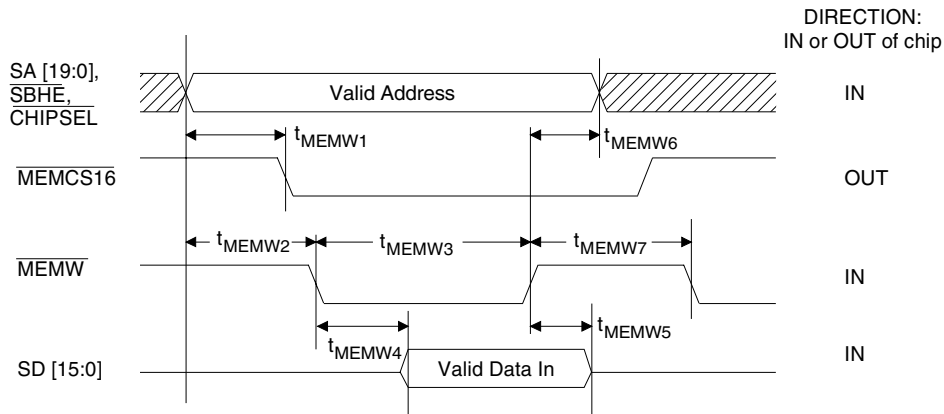 DIRECTION:
IN or OUT of chip
SA [19:0],
SBHE,
CHIPSEL
Valid Address
IN
tMEMW1
tMEMW6
MEMCS16
OUT
tMEMW2
tMEMW3
tMEMW7
MEMW
IN
tMEMW4
tMEMW5
SD [15:0]
Valid Data In
IN